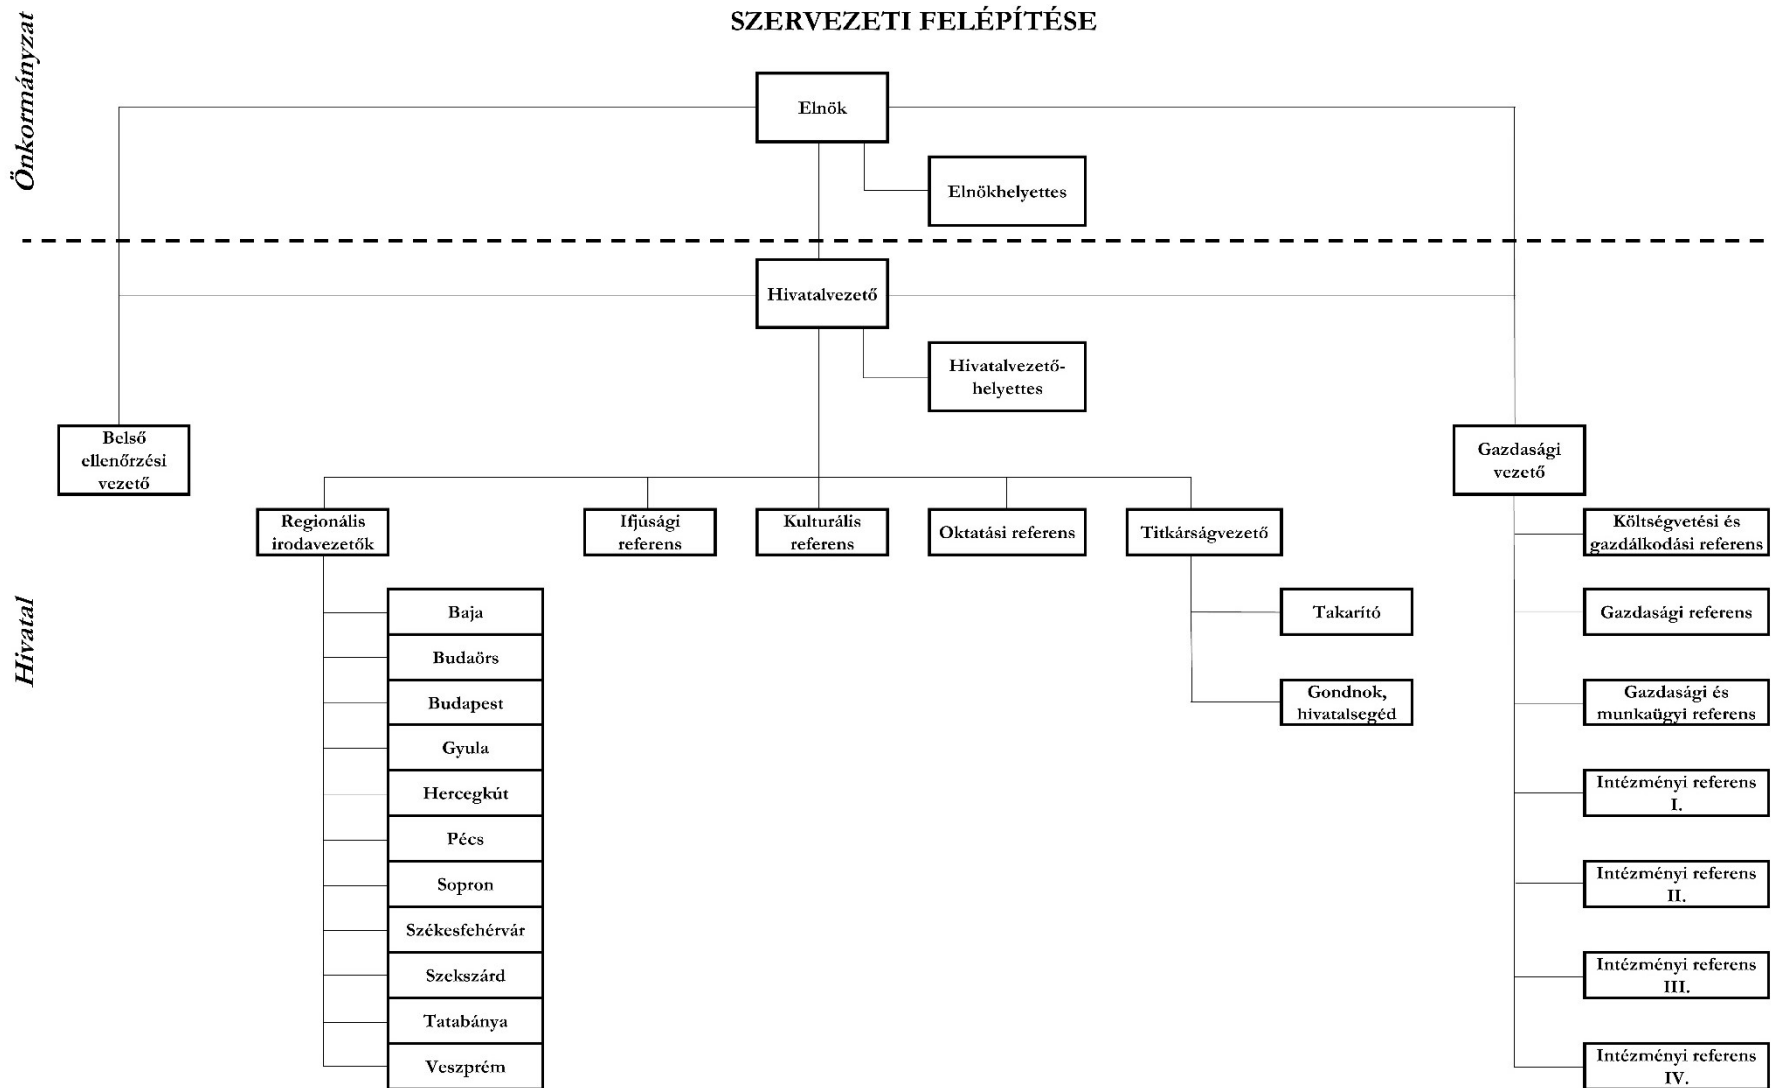 SZERVEZETI FELÉPÍTÉSE
Önkormányzat
Elnök
Elnökhelyettes
Hivatalvezető
Hivatalvezető-
helyettes
Belső
ellenőrzési
vezető
Gazdasági
vezető
Hivatal
Regionális
irodavezetők
Ifjúsági
referens
Kulturális
referens
Oktatási referens
Titkárságvezető
Költségvetési és
gazdálkodási referens
Baja
Budaörs
Budapest
Gyula
Hercegkút
Pécs
Sopron
Székesfehérvár
Szekszárd
Tatabánya
Veszprém
Takarító
Gondnok,
hivatalsegéd
Gazdasági referens
Gazdasági és
munkaügyi referens
Intézményi referens
I.
Intézményi referens
II.
Intézményi referens
III.
Intézményi referens
IV.